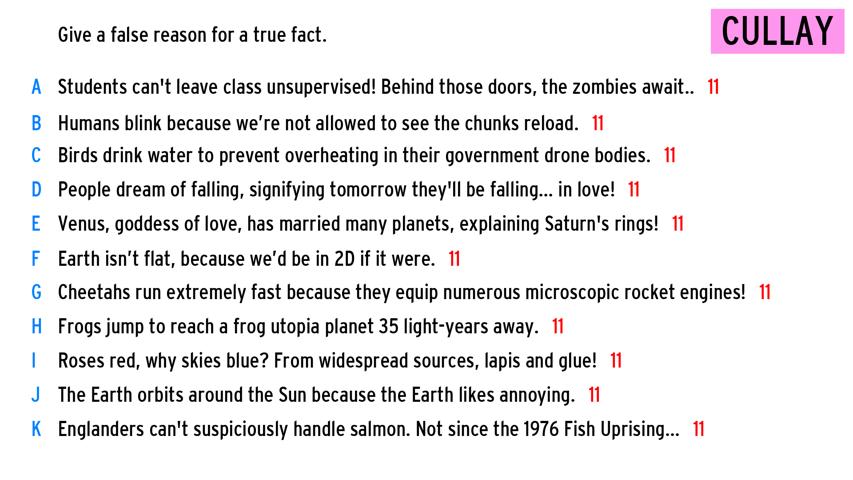 Give a false reason for a true fact.
CULLAY
A Students can't leave class unsupervised! Behind those doors, the zombies await.. 11
B Humans blink because we’re not allowed to see the chunks reload. 11
C Birds drink water to prevent overheating in their government drone bodies. 11
D People dream of falling, signifying tomorrow they'll be falling... in love! 11
E Venus, goddess of love, has married many planets, explaining Saturn's rings! 11
F Earth isn’t flat, because we’d be in 2D if it were. 11
G Cheetahs run extremely fast because they equip numerous microscopic rocket engines! 11
H Frogs jump to reach a frog utopia planet 35 light-years away. 11
I Roses red, why skies blue? From widespread sources, lapis and glue! 11
J The Earth orbits around the Sun because the Earth likes annoying. 11
K Englanders can't suspiciously handle salmon. Not since the 1976 Fish Uprising... 11